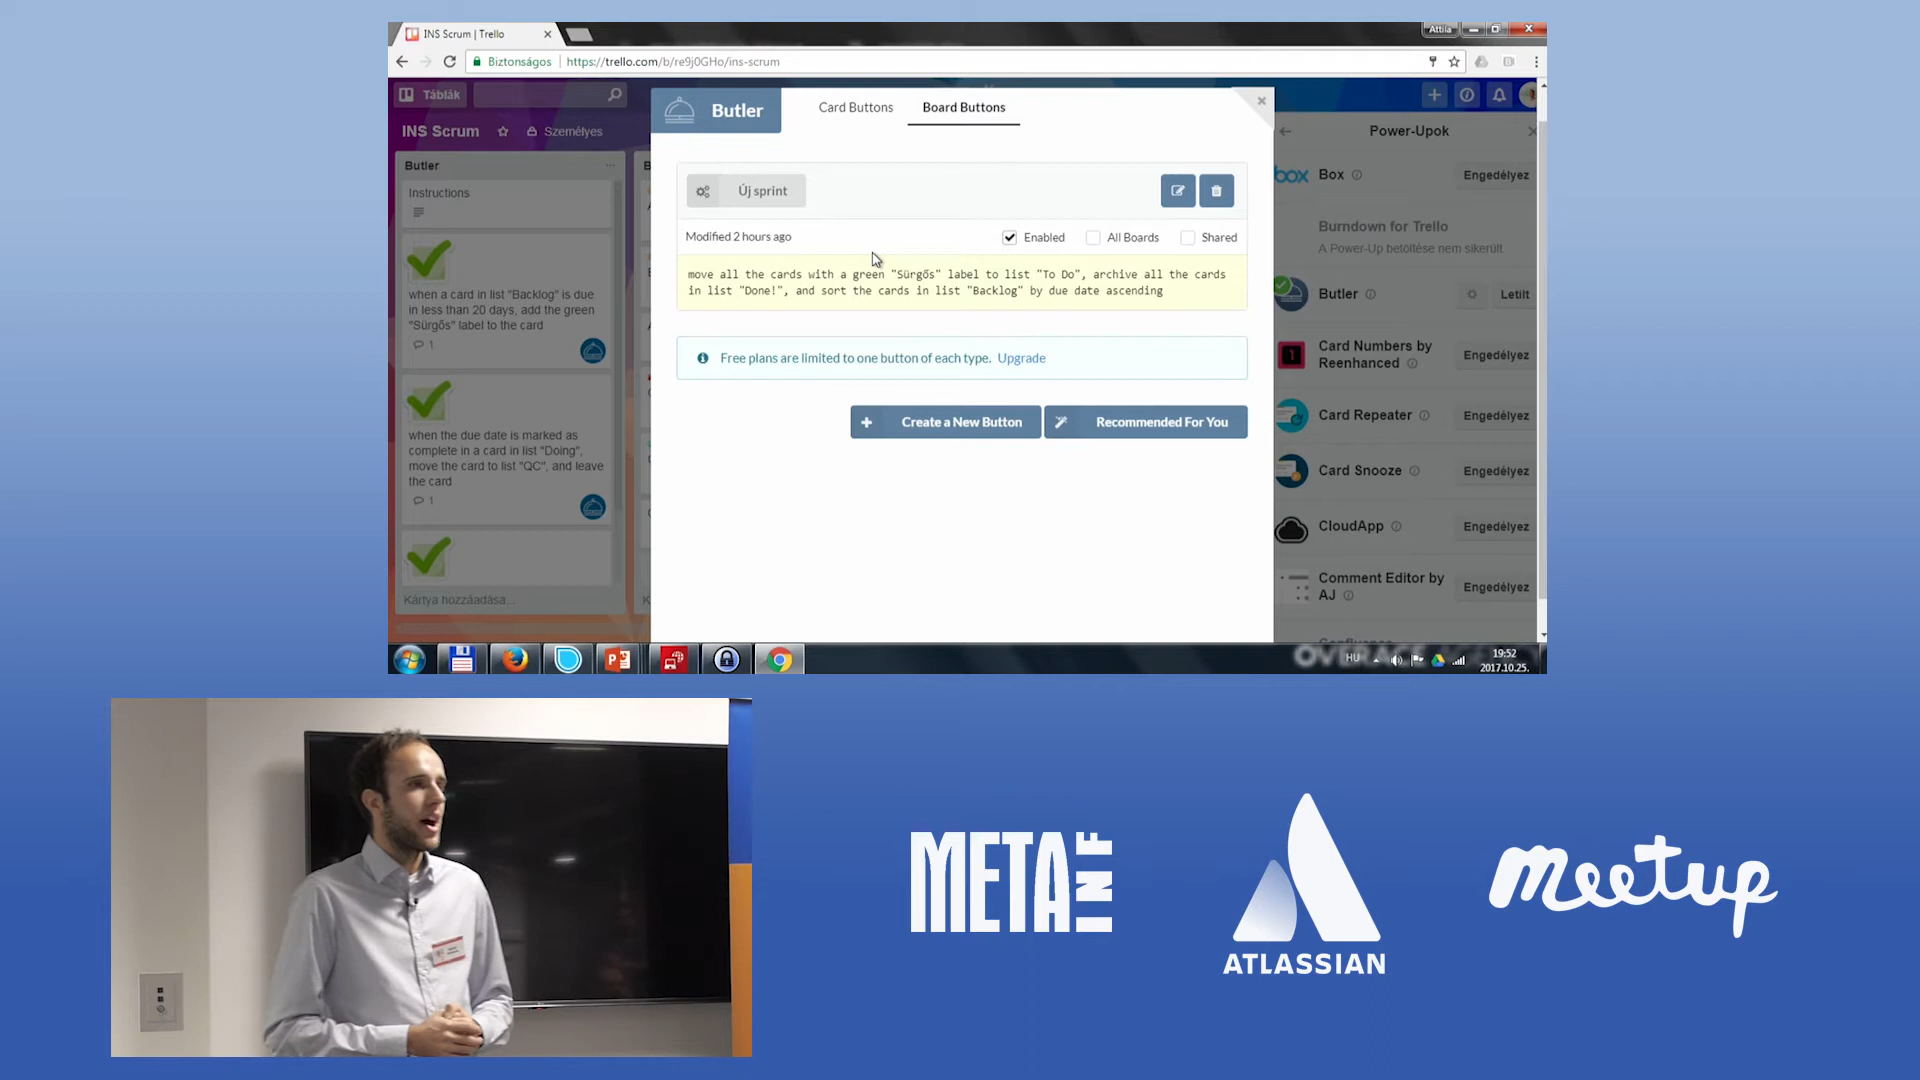 INS Scrum | Trello
Attila
Biztonságos
https://trello.com/b/re9j0GHo/ins-scrum
Táblák
INS Scrum
Személyes
Butler
Instructions
when a card in list "Backlog" is due
in less than 20 days, add the green
"Sürgős" label to the card
1
when the due date is marked as
complete in a card in list "Doing",
move the card to list "QC", and leave
the card
1
Kártya hozzáadása...
Butler
Card Buttons
Board Buttons
Új sprint
Modified 2 hours ago
Enabled
All Boards
Shared
move all the cards with a green "Sürgős" label to list "To Do", archive all the cards
in list "Done!", and sort the cards in list "Backlog" by due date ascending
Free plans are limited to one button of each type. Upgrade
Create a New Button
Recommended For You
Power-Upok
box
Box
Engedélyez
Burndown for Trello
A Power-Up betöltése nem sikerült.
Butler
Letilt
Card Numbers by
Reenhanced
Engedélyez
Card Repeater
Engedélyez
Card Snooze
Engedélyez
CloudApp
Engedélyez
Comment Editor by
AJ
Engedélyez
HU
19:52
2017.10.25.
META
INF
ATLASSIAN
meetup